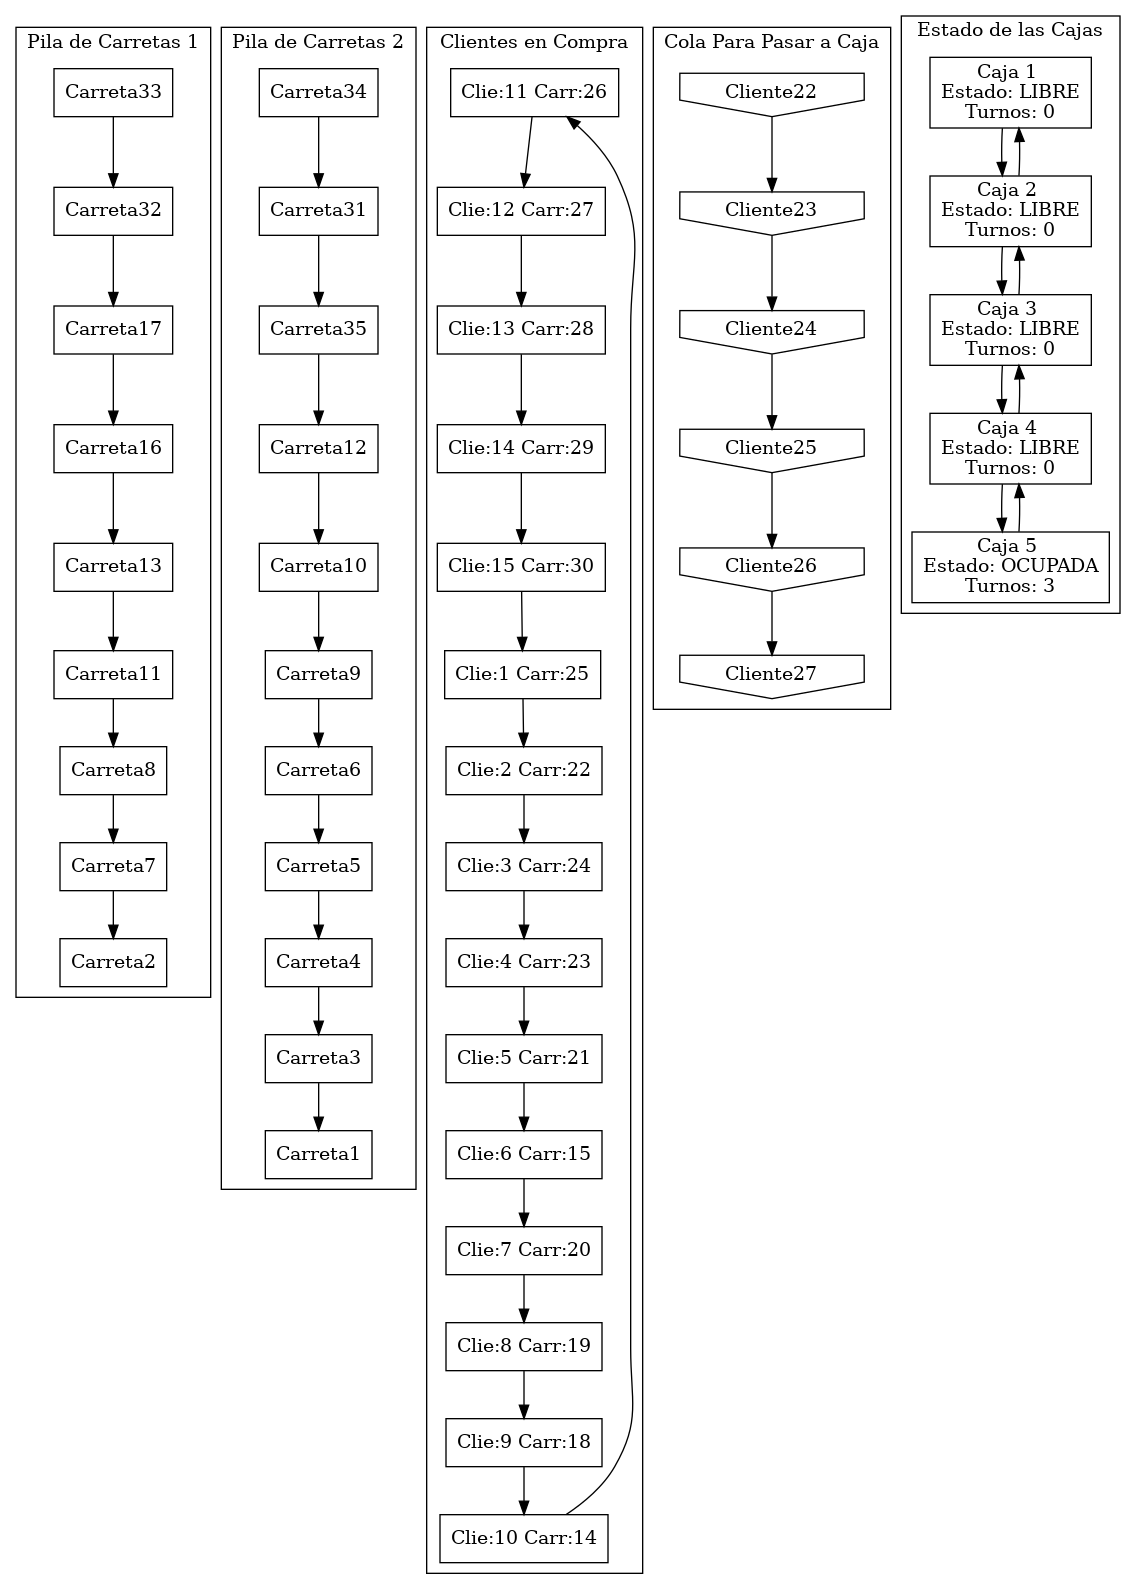 Pila de Carretas 1
Carreta33
Carreta32
Carreta17
Carreta16
Carreta13
Carreta11
Carreta8
Carreta7
Carreta2
Pila de Carretas 2
Carreta34
Carreta31
Carreta35
Carreta12
Carreta10
Carreta9
Carreta6
Carreta5
Carreta4
Carreta3
Carreta1
Clientes en Compra
Clie:11 Carr:26
Clie:12 Carr:27
Clie:13 Carr:28
Clie:14 Carr:29
Clie:15 Carr:30
Clie:1 Carr:25
Clie:2 Carr:22
Clie:3 Carr:24
Clie:4 Carr:23
Clie:5 Carr:21
Clie:6 Carr:15
Clie:7 Carr:20
Clie:8 Carr:19
Clie:9 Carr:18
Clie:10 Carr:14
Cola Para Pasar a Caja
Cliente22
Cliente23
Cliente24
Cliente25
Cliente26
Cliente27
Estado de las Cajas
Caja 1
Estado: LIBRE
Turnos: 0
Caja 2
Estado: LIBRE
Turnos: 0
Caja 3
Estado: LIBRE
Turnos: 0
Caja 4
Estado: LIBRE
Turnos: 0
Caja 5
Estado: OCUPADA
Turnos: 3